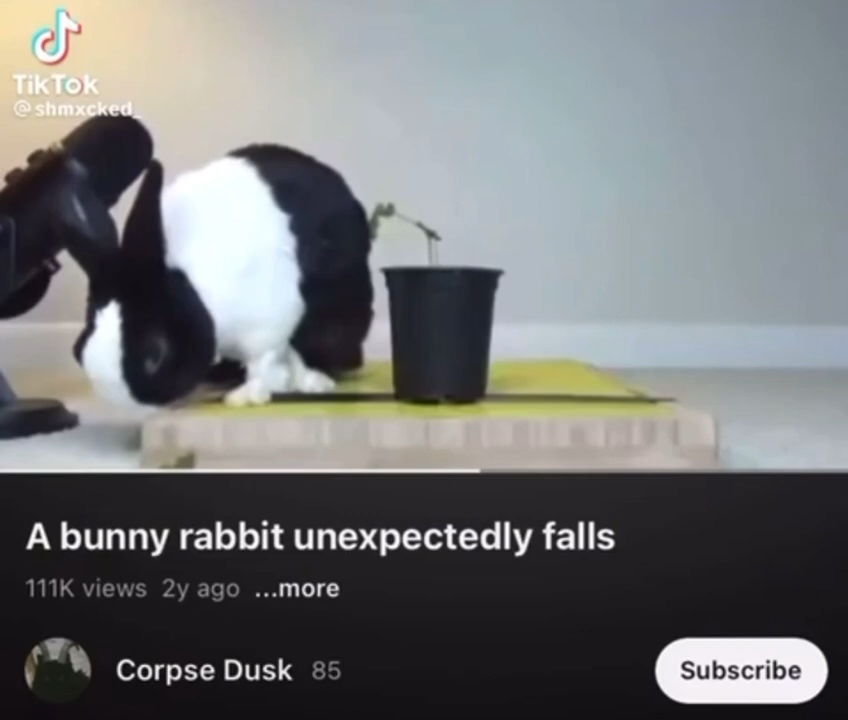 TikTok
@shmxcked_
A bunny rabbit unexpectedly falls
111K views 2y ago ...more
Corpse Dusk 85
Subscribe